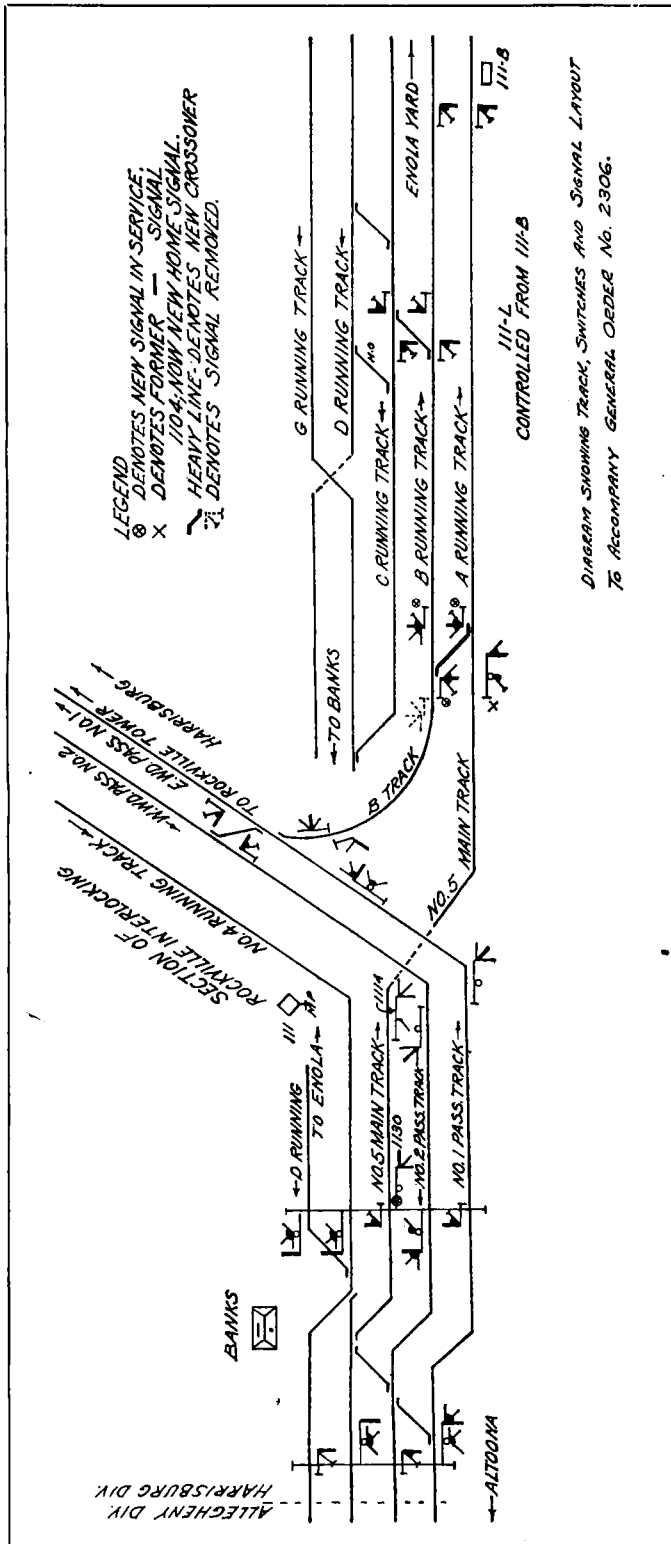 LEGEND
⊗ DENOTES NEW SIGNAL IN SERVICE.
X DENOTES FORMER — SIGNAL
1104; NOW NEW HOME SIGNAL.
HEAVY LINE-DENOTES NEW CROSSOVER
DENOTES SIGNAL REMOVED.
ALLEGHENY DIV.
HARRISBURG DIV
←ALTOONA
BANKS
←D RUNNING
TO ENOLA→
111
MP
NO.5 MAIN TRACK→
1130
111A
←NO.2 PASS.TRACK
NO.1 PASS.TRACK→
SECTION OF
ROCKVILLE INTERLOCKING
NO.4 RUNNING TRACK←
←W.WD PASS NO.2
E.WD PASS NO.1→
TO ROCKVILLE TOWER→
HARRISBURG→
B TRACK
NO.5 MAIN TRACK
←TO BANKS
G RUNNING TRACK←
D RUNNING TRACK←
C RUNNING TRACK→
B RUNNING TRACK→
A RUNNING TRACK→
H.O
ENOLA YARD→
111-B
111-L
CONTROLLED FROM 111-B
DIAGRAM SHOWING TRACK, SWITCHES AND SIGNAL LAYOUT
TO ACCOMPANY GENERAL ORDER NO. 2306.